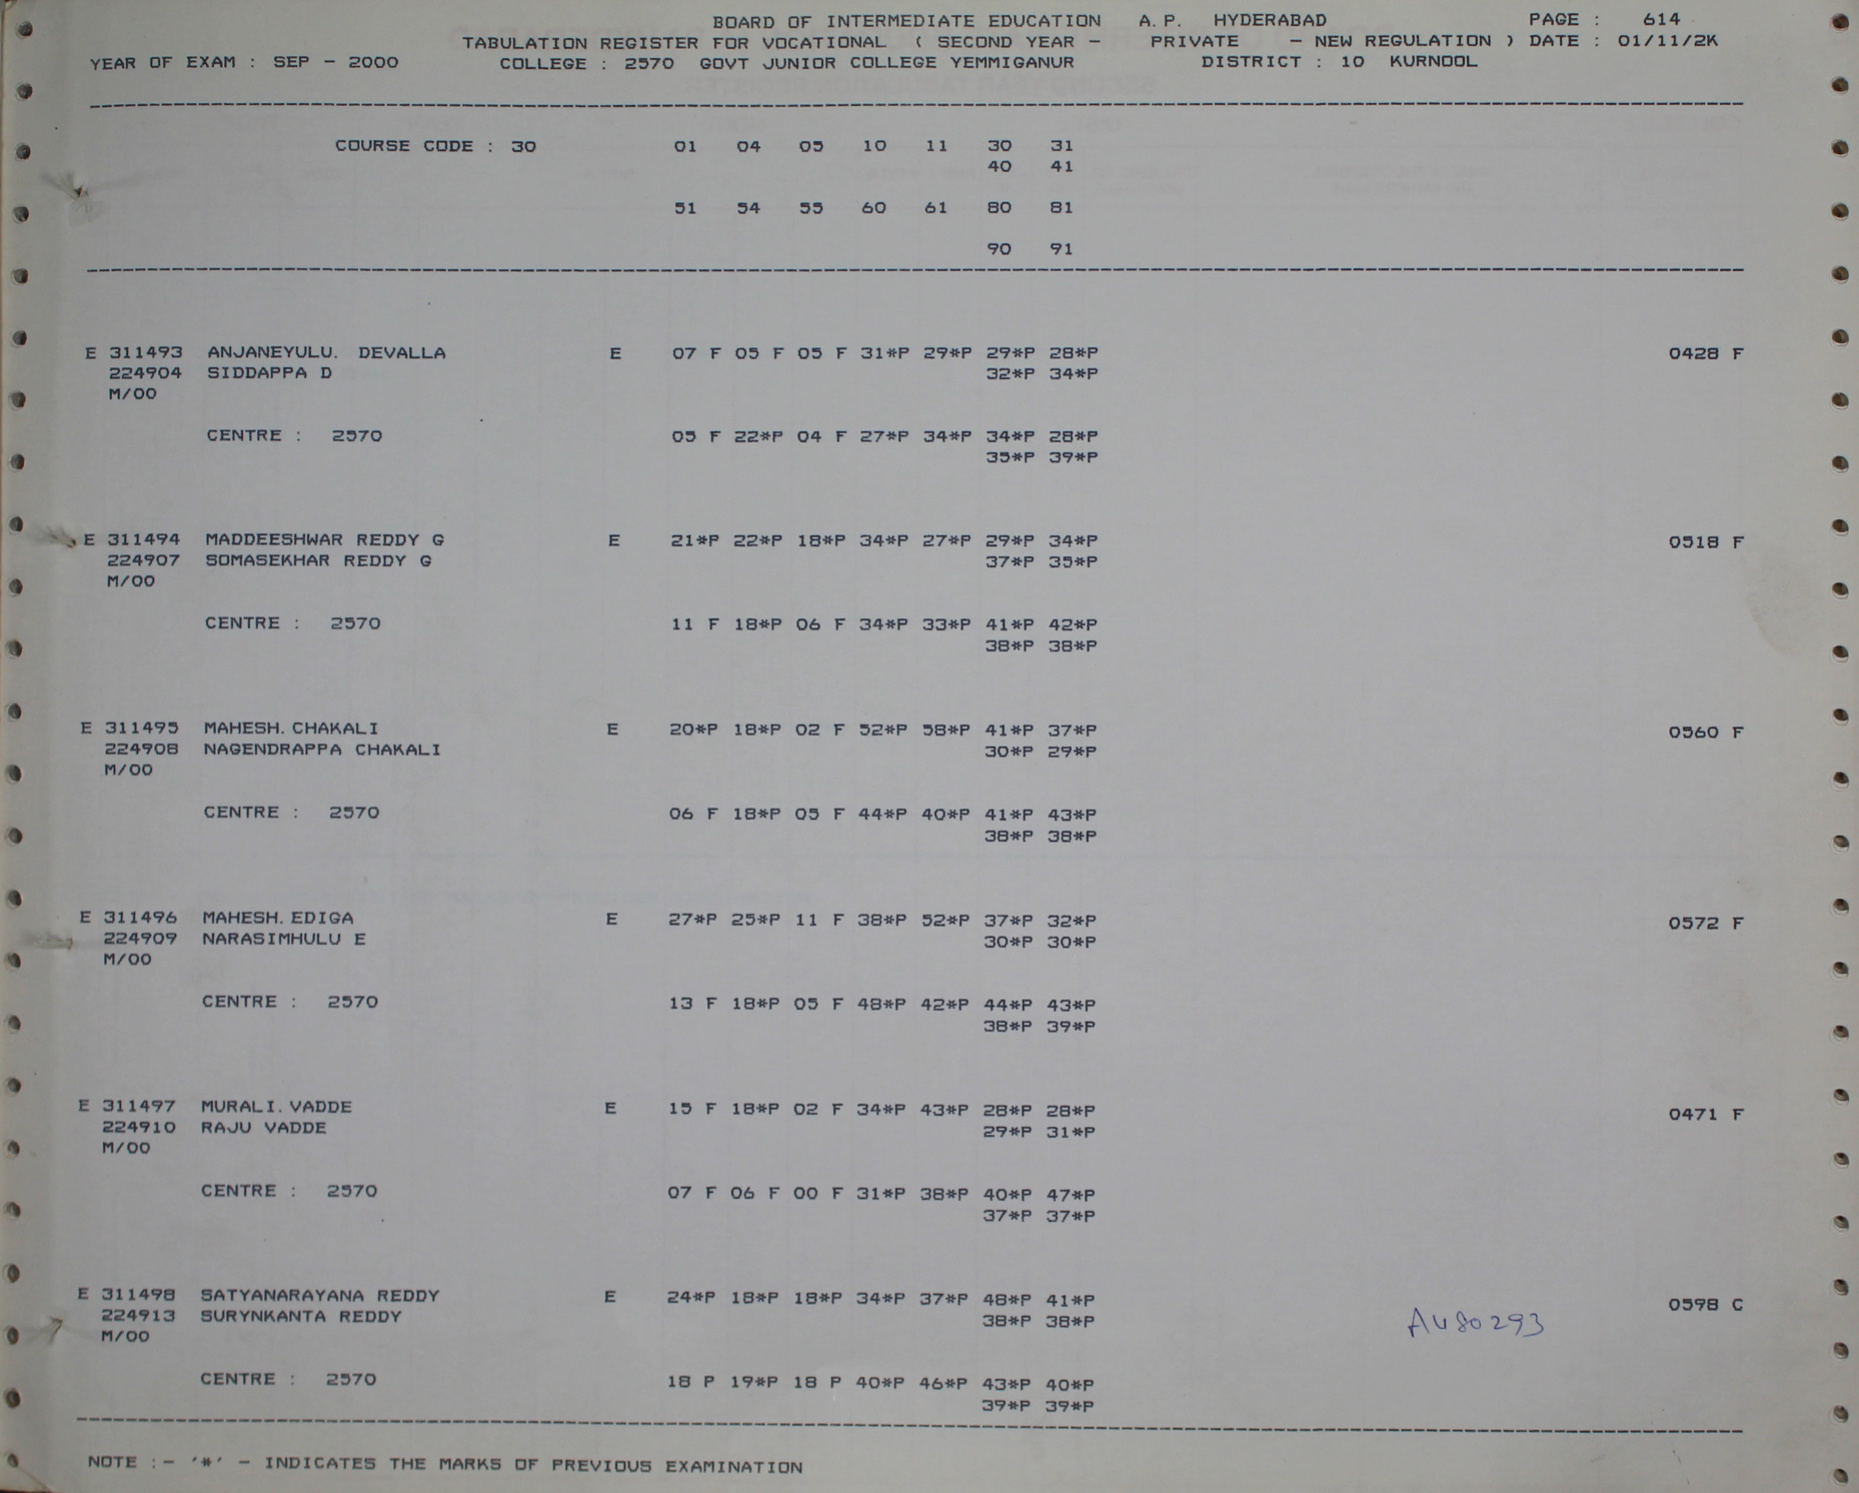 BOARD OF INTERMEDIATE EDUCATION A.P. HYDERABAD PAGE : 614
TABULATION REGISTER FOR VOCATIONAL ( SECOND YEAR - PRIVATE - NEW REGULATION ) DATE : 01/11/2K
YEAR OF EXAM : SEP - 2000 COLLEGE : 2570 GOVT JUNIOR COLLEGE YEMMIGANUR DISTRICT : 10 KURNOOL
COURSE CODE : 30 01 04 05 10 11 30 31
40 41
51 54 55 60 61 80 81
90 91
E 311493 ANJANEYULU. DEVALLA E 07 F 05 F 05 F 31*P 29*P 29*P 28*P 0428 F
224904 SIDDAPPA D 32*P 34*P
M/00
CENTRE : 2570 05 F 22*P 04 F 27*P 34*P 34*P 28*P
35*P 39*P
E 311494 MADDEESHWAR REDDY G E 21*P 22*P 18*P 34*P 27*P 29*P 34*P 0518 F
224907 SOMASEKHAR REDDY G 37*P 35*P
M/00
CENTRE : 2570 11 F 18*P 06 F 34*P 33*P 41*P 42*P
38*P 38*P
E 311495 MAHESH. CHAKALI E 20*P 18*P 02 F 52*P 58*P 41*P 37*P 0560 F
224908 NAGENDRAPPA CHAKALI 30*P 29*P
M/00
CENTRE : 2570 06 F 18*P 05 F 44*P 40*P 41*P 43*P
38*P 38*P
E 311496 MAHESH. EDIGA E 27*P 25*P 11 F 38*P 52*P 37*P 32*P 0572 F
224909 NARASIMHULU E 30*P 30*P
M/00
CENTRE : 2570 13 F 18*P 05 F 48*P 42*P 44*P 43*P
38*P 39*P
E 311497 MURALI. VADDE E 15 F 18*P 02 F 34*P 43*P 28*P 28*P 0471 F
224910 RAJU VADDE 29*P 31*P
M/00
CENTRE : 2570 07 F 06 F 00 F 31*P 38*P 40*P 47*P
37*P 37*P
E 311498 SATYANARAYANA REDDY E 24*P 18*P 18*P 34*P 37*P 48*P 41*P 0598 C
224913 SURYNKANTA REDDY 38*P 38*P AU80293
M/00
CENTRE : 2570 18 P 19*P 18 P 40*P 46*P 43*P 40*P
39*P 39*P
NOTE :- '*' - INDICATES THE MARKS OF PREVIOUS EXAMINATION